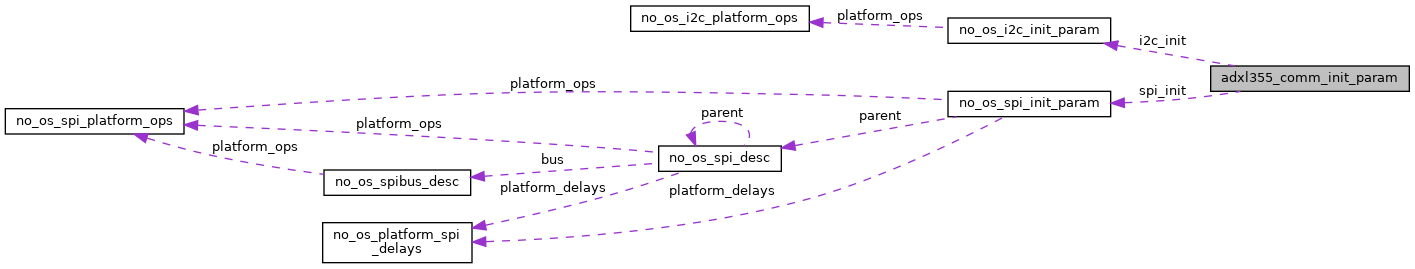 no_os_i2c_platform_ops
platform_ops
no_os_i2c_init_param
i2c_init
adxl355_comm_init_param
platform_ops
spi_init
no_os_spi_init_param
no_os_spi_platform_ops
platform_ops
parent
parent
platform_ops
bus
no_os_spi_desc
no_os_spibus_desc
platform_delays
platform_delays
no_os_platform_spi
_delays